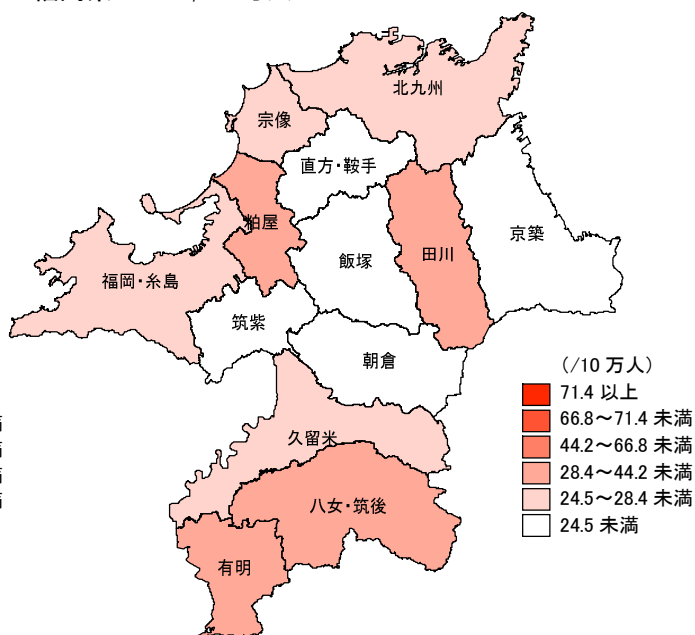 北九州
宗像
直方・鞍手
粕屋
京築
田川
飯塚
福岡・糸島
筑紫
朝倉
久留米
八女・筑後
有明
(/10 万人)
71.4 以上
66.8～71.4 未満
44.2～66.8 未満
28.4～44.2 未満
24.5～28.4 未満
24.5 未満